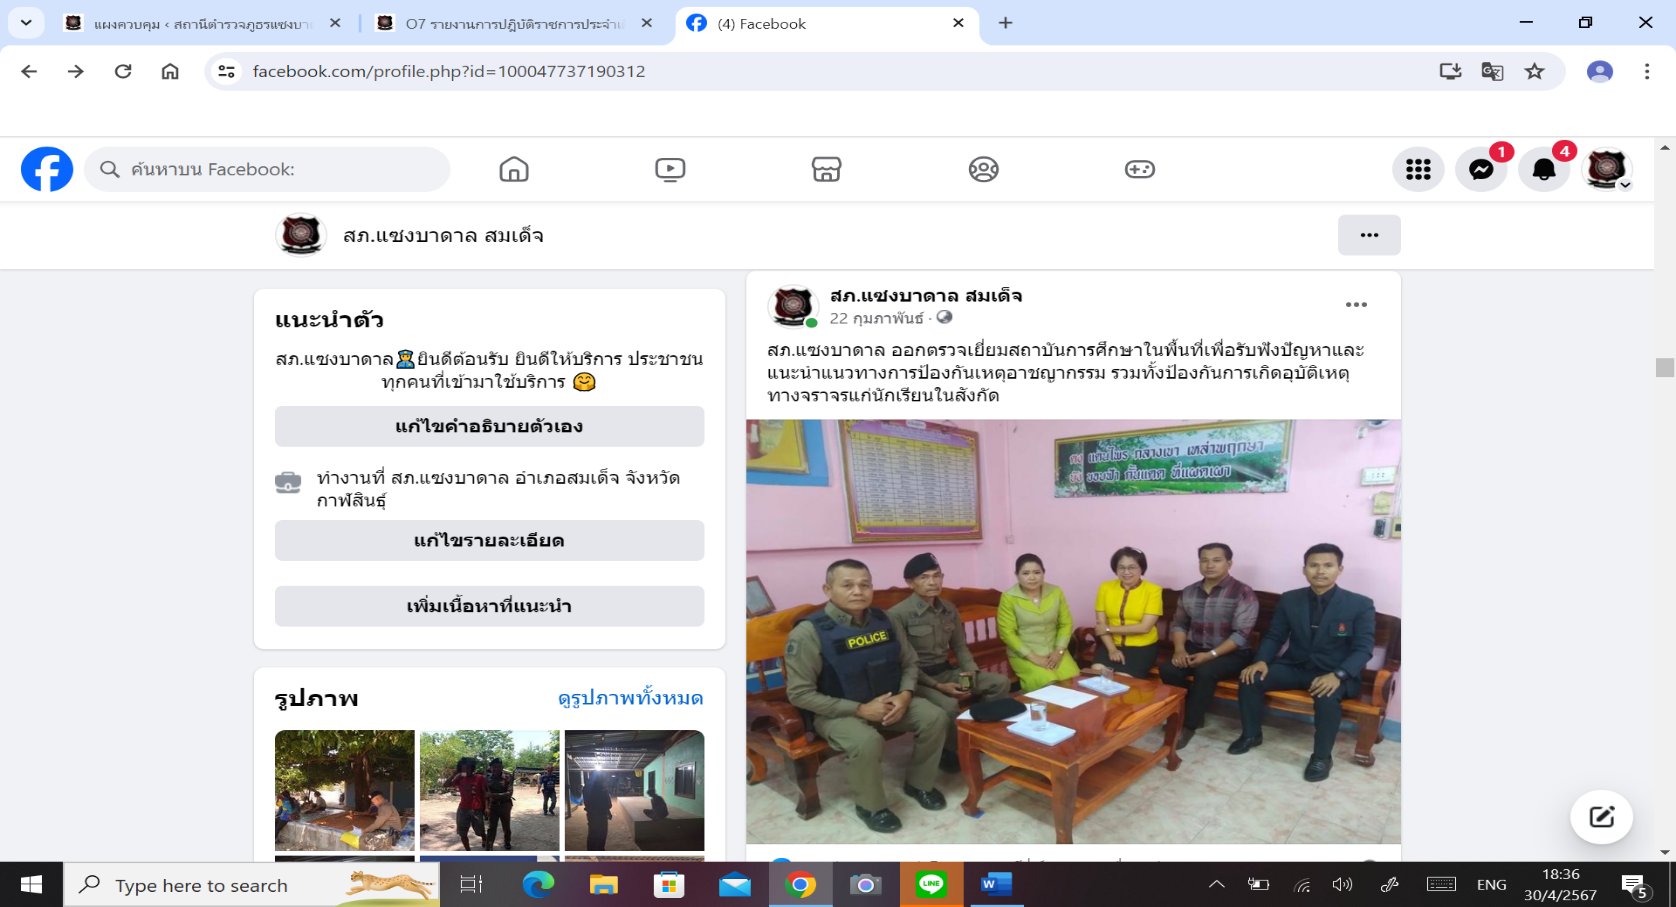 แผงควบคุม ‹ สถานีตำรวจภูธรแซงบาด
O7 รายงานการปฏิบัติราชการประจำเ
(4) Facebook
facebook.com/profile.php?id=100047737190312
ค้นหาบน Facebook:
1
4
สภ.แซงบาดาล สมเด็จ
แนะนำตัว
สภ.แซงบาดาล👮ยินดีต้อนรับ ยินดีให้บริการ ประชาชน
ทุกคนที่เข้ามาใช้บริการ 🤗
แก้ไขคำอธิบายตัวเอง
ทำงานที่ สภ.แซงบาดาล อำเภอสมเด็จ จังหวัด
กาฬสินธุ์
แก้ไขรายละเอียด
เพิ่มเนื้อหาที่แนะนำ
รูปภาพ
ดูรูปภาพทั้งหมด
สภ.แซงบาดาล สมเด็จ
22 กุมภาพันธ์ ·
สภ.แซงบาดาล ออกตรวจเยี่ยมสถาบันการศึกษาในพื้นที่เพื่อรับฟังปัญหาและ
แนะนำแนวทางการป้องกันเหตุอาชญากรรม รวมทั้งป้องกันการเกิดอุบัติเหตุ
ทางจราจรแก่นักเรียนในสังกัด
กลางเขา เหล่าพฤกษา
POLICE
Type here to search
LINE
ENG
18:36
30/4/2567
5